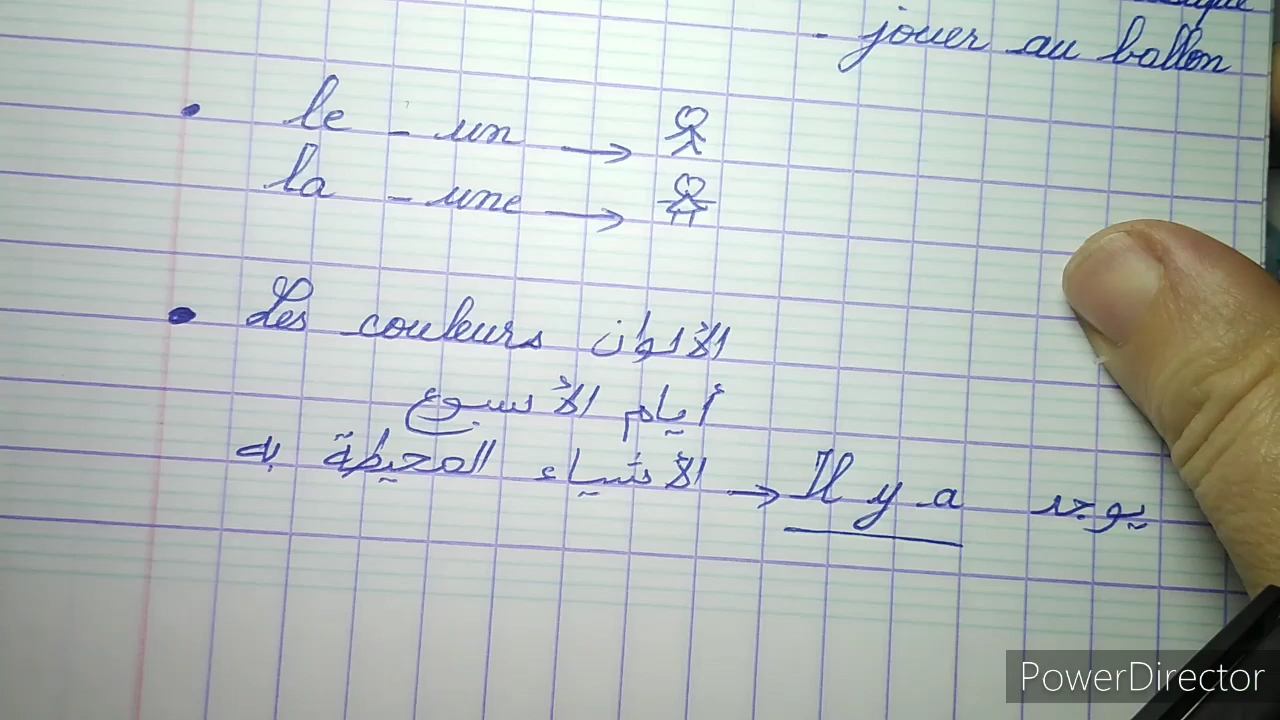 - jouer au ballon
• le - un →
la - une →
• Les couleurs الألوان
أيام الأسبوع
الأشياء المحيطة به → Il y a يوجد
PowerDirector